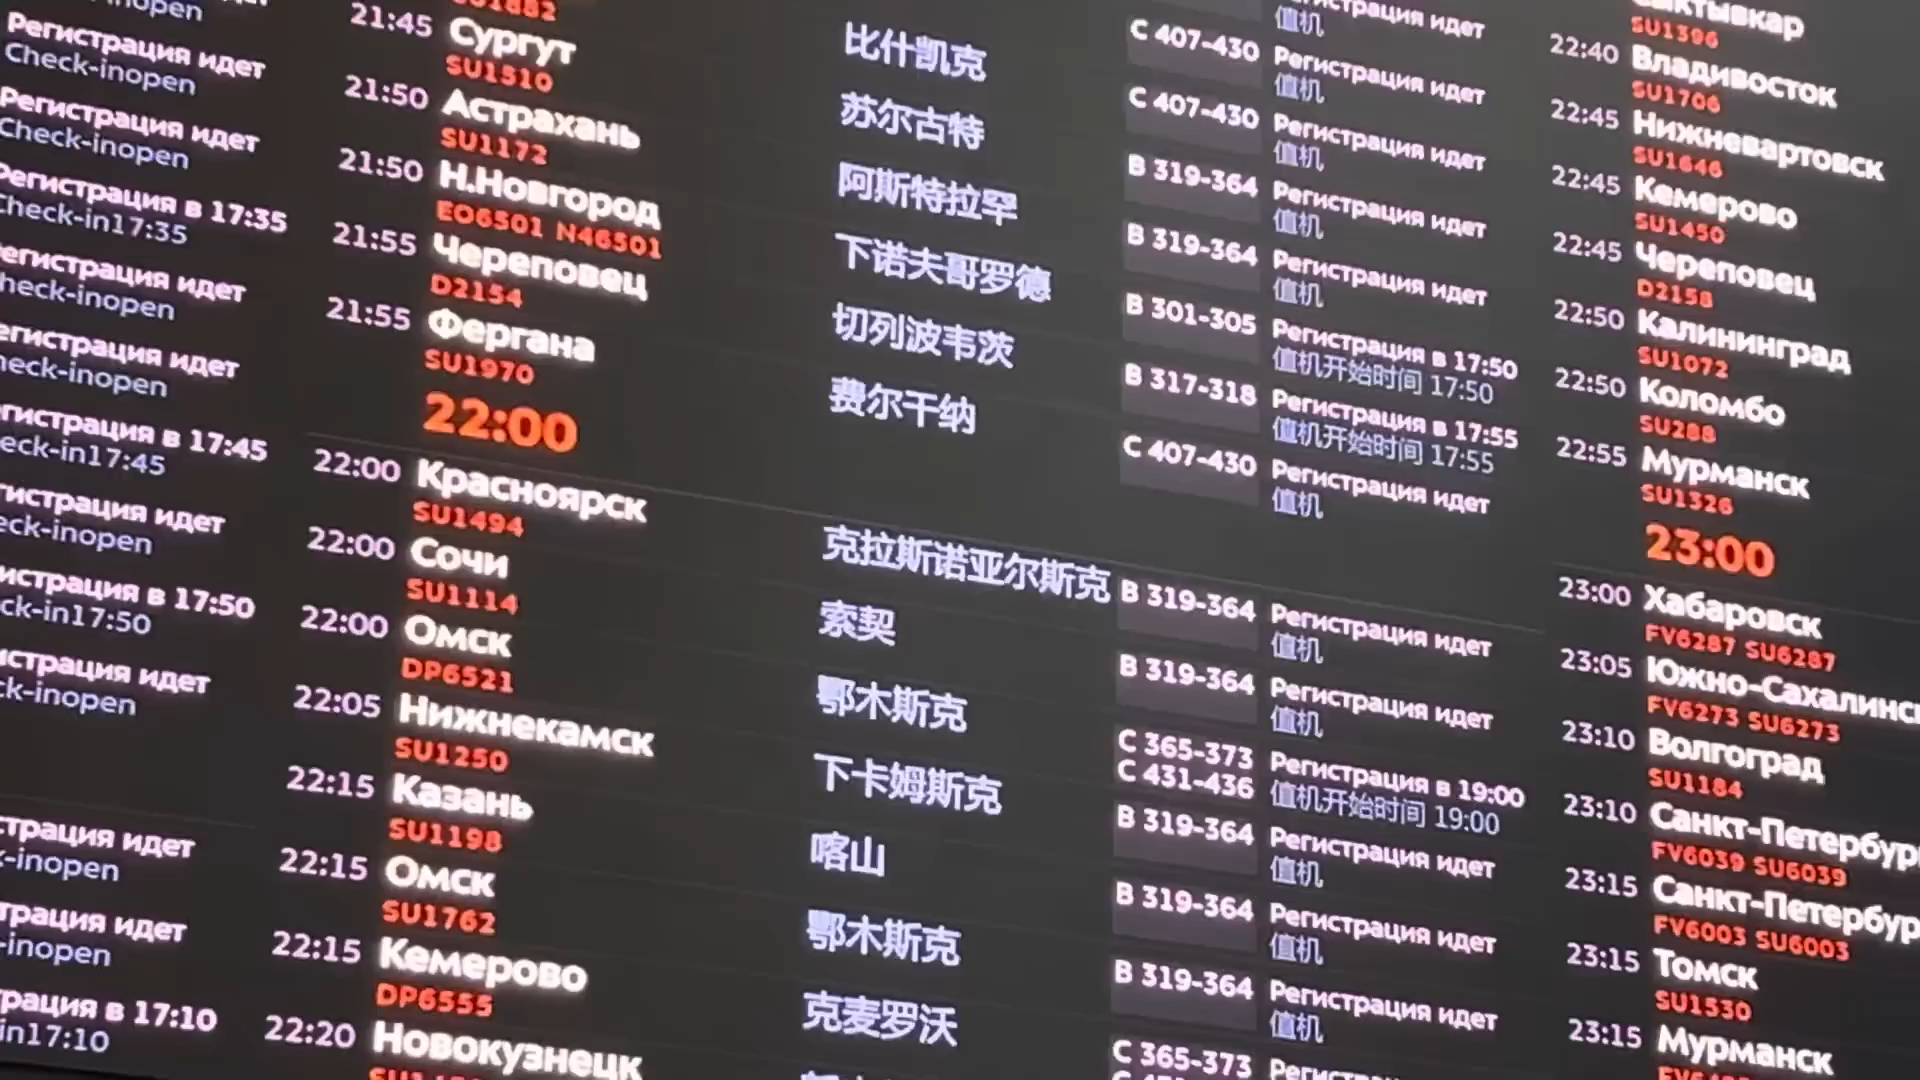 Регистрация идет
Check-inopen
Регистрация идет
Check-inopen
Регистрация в 17:35
Check-in17:35
идет
в 17:45
идет
в 17:50
идет
идет
идет
в 17:10
21:45 Сургут
SU1510
21:50 Астрахань
SU1172
21:50 Н.Новгород
EO6501 N46501
21:55 Череповец
D2154
21:55 Фергана
SU1970
22:00
22:00 Красноярск
SU1494
22:00 Сочи
SU1114
22:00 Омск
DP6521
22:05 Нижнекамск
SU1250
22:15 Казань
SU1198
22:15 Омск
SU1762
22:15 Кемерово
DP6555
22:20 Новокузнецк
比什凯克
苏尔古特
阿斯特拉罕
下诺夫哥罗德
切列波韦茨
费尔干纳
克拉斯诺亚尔斯克
索契
鄂木斯克
下卡姆斯克
喀山
鄂木斯克
克麦罗沃
值机
C 407-430 Регистрация идет
值机
C 407-430 Регистрация идет
值机
B 319-364 Регистрация идет
值机
B 319-364 Регистрация идет
值机
B 301-305 Регистрация в 17:50
值机开始时间 17:50
B 317-318 Регистрация в 17:55
值机开始时间 17:55
C 407-430 Регистрация идет
值机
B 319-364 Регистрация идет
值机
B 319-364 Регистрация идет
值机
C 365-373 Регистрация в 19:00
C 431-436 值机开始时间 19:00
B 319-364 Регистрация идет
值机
B 319-364 Регистрация идет
值机
B 319-364 Регистрация идет
值机
C 365-373
SU1396
22:40 Владивосток
SU1706
22:45 Нижневартовск
SU1646
22:45 Кемерово
SU1450
22:45 Череповец
D2158
22:50 Калининград
SU1072
22:50 Коломбо
SU288
22:55 Мурманск
SU1326
23:00
23:00 Хабаровск
FV6287 SU6287
23:05 Южно-Сахалинс
FV6273 SU6273
23:10 Волгоград
SU1184
23:10 Санкт-Петербур
FV6039 SU6039
23:15 Санкт-Петербур
FV6003 SU6003
23:15 Томск
SU1530
23:15 Мурманск